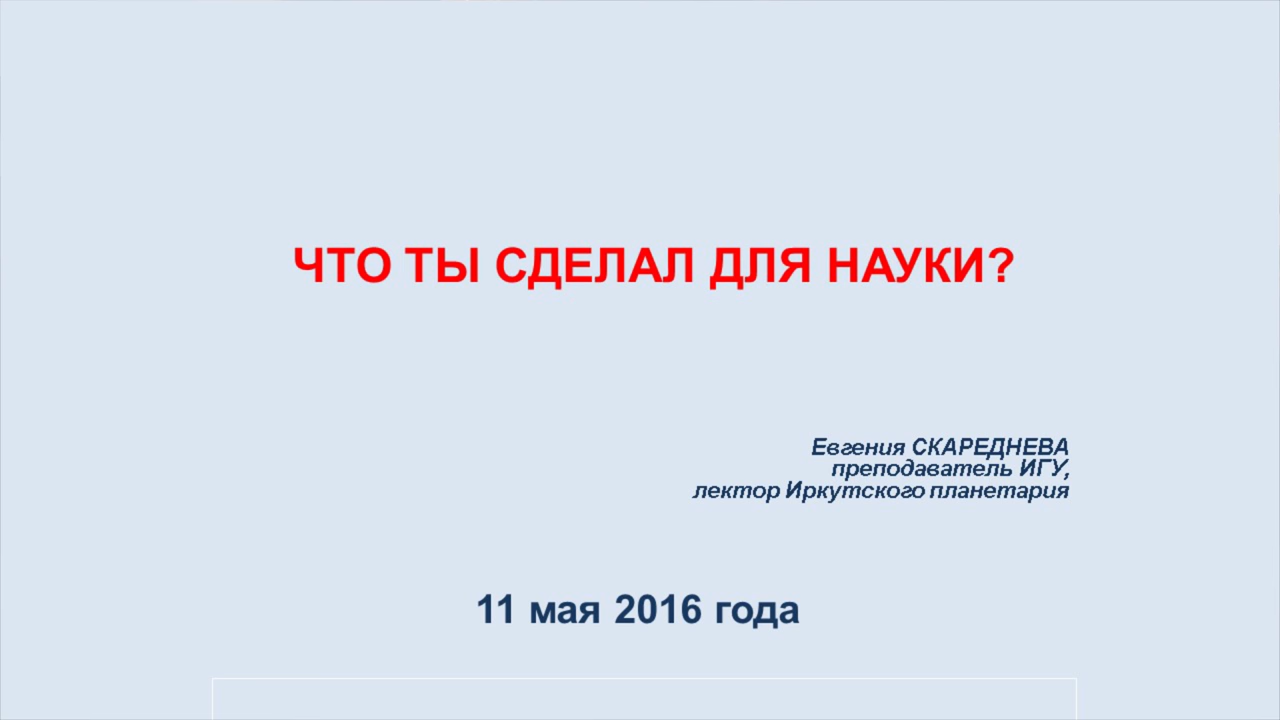 ЧТО ТЫ СДЕЛАЛ ДЛЯ НАУКИ?
Евгения СКАРЕДНЕВА
преподаватель ИГУ,
лектор Иркутского планетария
11 мая 2016 года